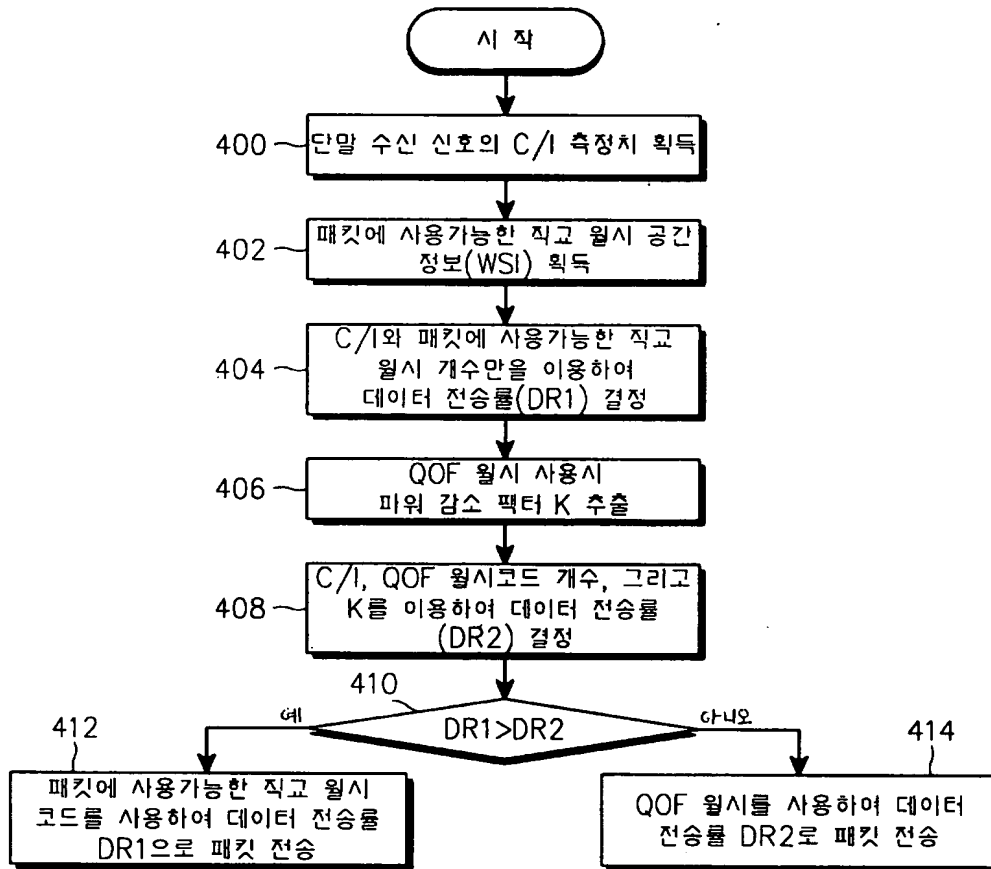 시 작
400
단말 수신 신호의 C/I 측정치 획득
402
패킷에 사용가능한 직교 월시 공간
정보(WSI) 획득
404
C/I와 패킷에 사용가능한 직교
월시 개수만을 이용하여
데이터 전송률(DR1) 결정
406
QOF 월시 사용시
파워 감소 팩터 K 추출
408
C/I, QOF 월시코드 개수, 그리고
K를 이용하여 데이터 전송률
(DR2) 결정
410
DR1>DR2
예
아니오
412
패킷에 사용가능한 직교 월시
코드를 사용하여 데이터 전송률
DR1으로 패킷 전송
414
QOF 월시를 사용하여 데이터
전송률 DR2로 패킷 전송